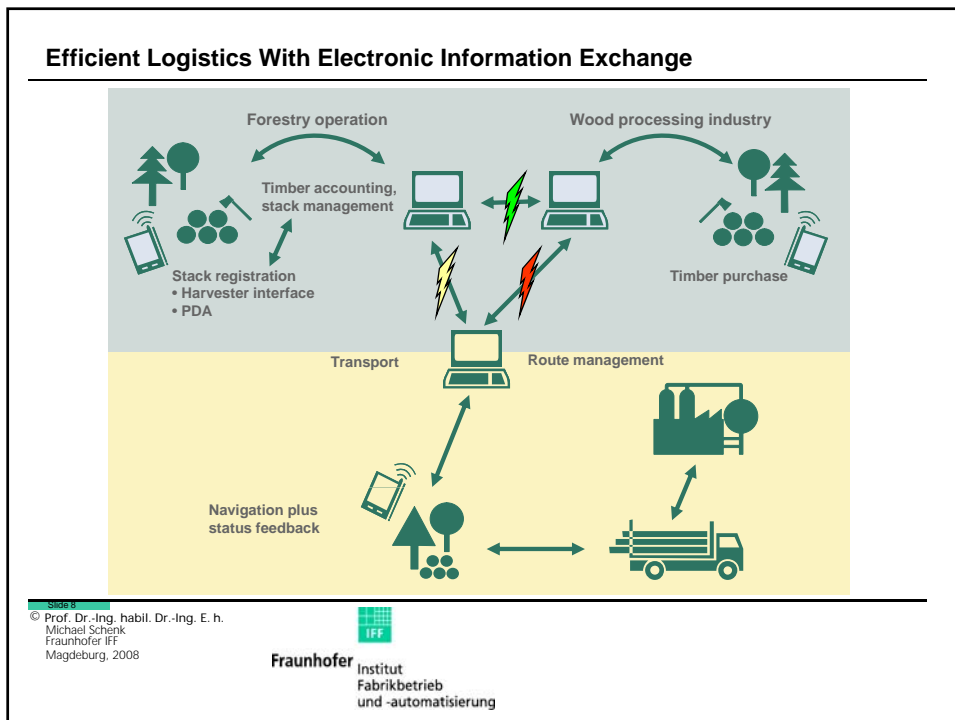 Efficient Logistics With Electronic Information Exchange
Forestry operation
Wood processing industry
Timber accounting,
stack management
Stack registration
• Harvester interface
• PDA
Timber purchase
Transport
Route management
Navigation plus
status feedback
Slide 8
© Prof. Dr.-Ing. habil. Dr.-Ing. E. h.
Michael Schenk
Fraunhofer IFF
Magdeburg, 2008
IFF
Fraunhofer Institut
Fabrikbetrieb
und -automatisierung